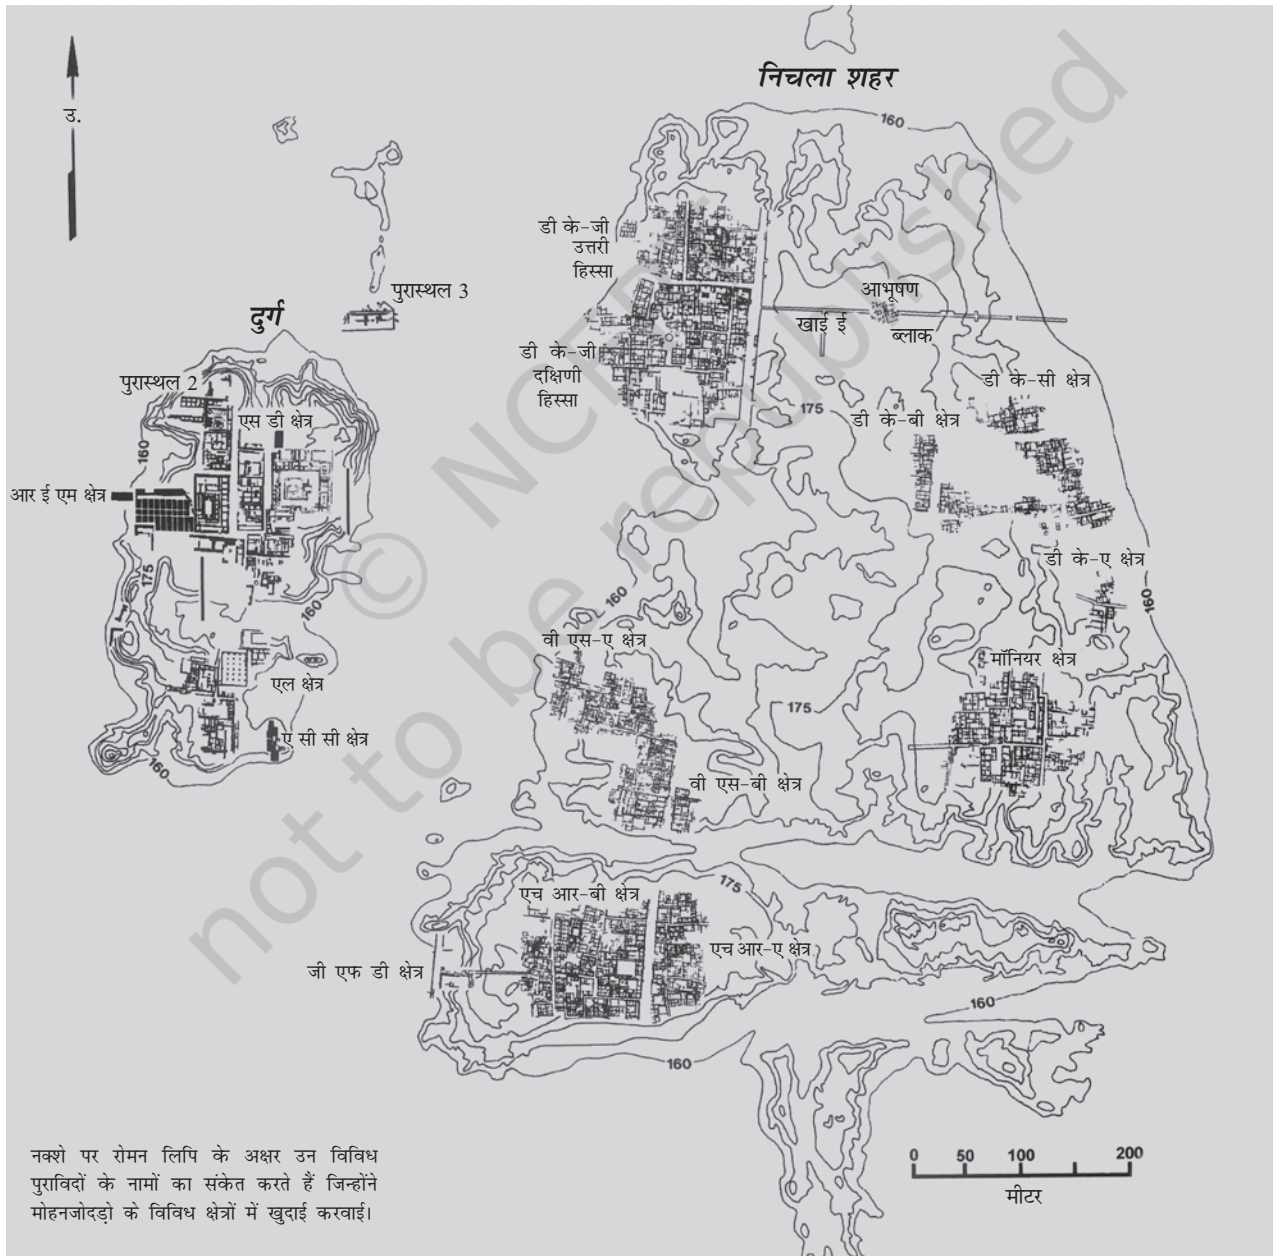 निचला शहर
160
उ.
डी के-जी
उत्तरी
हिस्सा
पुरास्थल 3
आभूषण
दुर्ग
खाई ई
ब्लाक
डी के-जी
दक्षिणी
हिस्सा
पुरास्थल 2
डी के-सी क्षेत्र
175
एस डी क्षेत्र
डी के-बी क्षेत्र
160
आर ई एम क्षेत्र
डी के-ए क्षेत्र
175
160
160
160
वी एस-ए क्षेत्र
मॉनियर क्षेत्र
एल क्षेत्र
175
ए सी सी क्षेत्र
160
वी एस-बी क्षेत्र
175
एच आर-बी क्षेत्र
एच आर-ए क्षेत्र
जी एफ डी क्षेत्र
160
160
नक्शे पर रोमन लिपि के अक्षर उन विविध
पुराविदों के नामों का संकेत करते हैं जिन्होंने
मोहनजोदड़ो के विविध क्षेत्रों में खुदाई करवाई।
0 50 100 200
मीटर
© NCERT
not to be republished